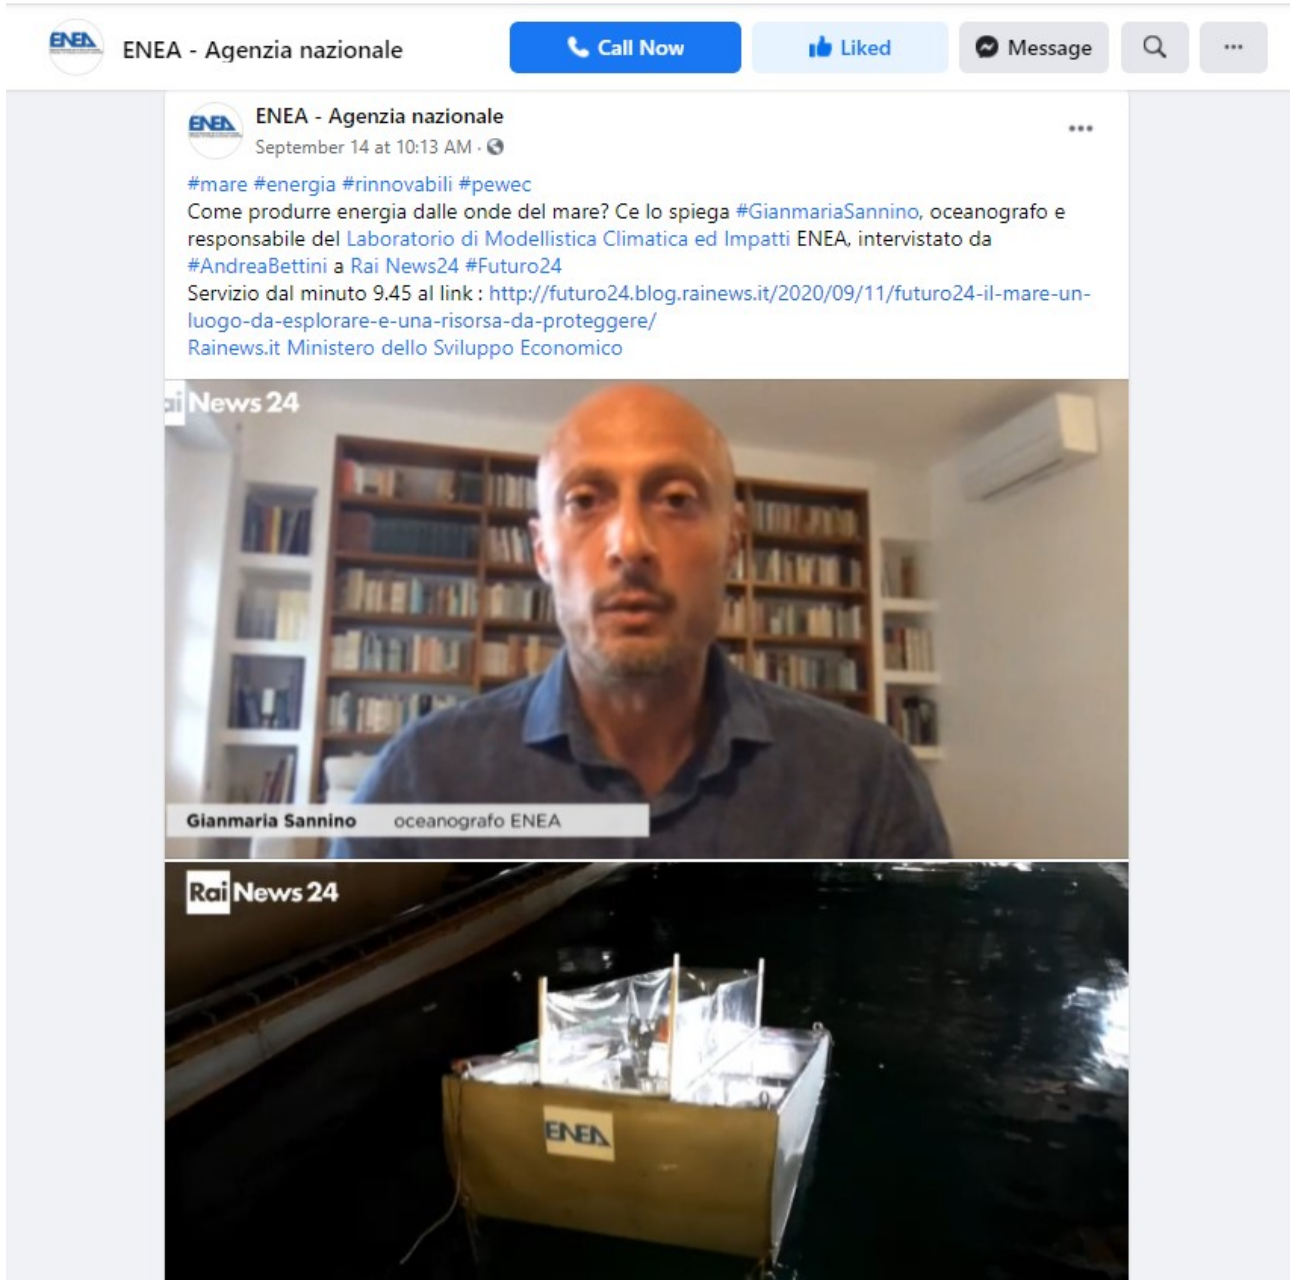 ENEA
ENEA - Agenzia nazionale
Call Now
Liked
Message
ENEA
ENEA - Agenzia nazionale
September 14 at 10:13 AM ·
#mare #energia #rinnovabili #pewec
Come produrre energia dalle onde del mare? Ce lo spiega #GianmariaSannino, oceanografo e
responsabile del Laboratorio di Modellistica Climatica ed Impatti ENEA, intervistato da
#AndreaBettini a Rai News24 #Futuro24
Servizio dal minuto 9.45 al link : http://futuro24.blog.rainews.it/2020/09/11/futuro24-il-mare-un-
luogo-da-esplorare-e-una-risorsa-da-proteggere/
Rainews.it Ministero dello Sviluppo Economico
ai News 24
Gianmaria Sannino oceanografo ENEA
Rai News 24
ENEA